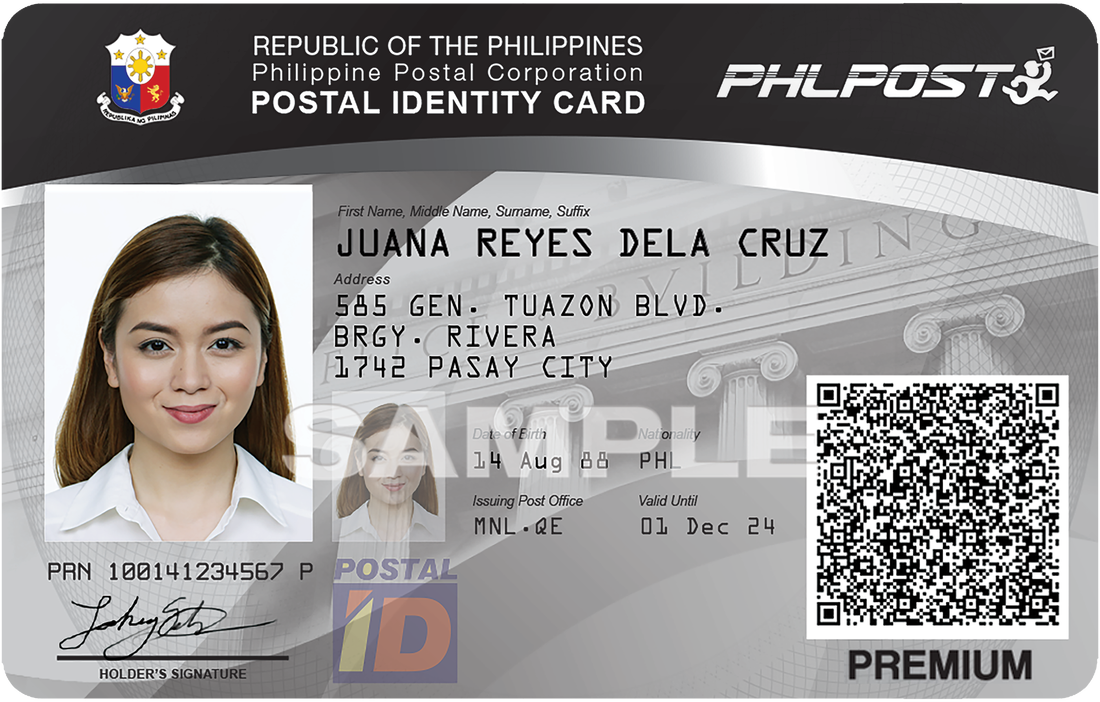 REPUBLIC OF THE PHILIPPINES
Philippine Postal Corporation
POSTAL IDENTITY CARD
REPUBLIKA NG PILIPINAS
PHLPOST
First Name, Middle Name, Surname, Suffix
JUANA REYES DELA CRUZ
Address
585 GEN. TUAZON BLVD.
BRGY. RIVERA
1742 PASAY CITY
BUILDING
SAMPLE
Date of Birth
Nationality
14 Aug 88
PHL
Issuing Post Office
Valid Until
MNL.QE
01 Dec 24
PRN 100141234567 P
POSTAL
iD
HOLDER'S SIGNATURE
PREMIUM